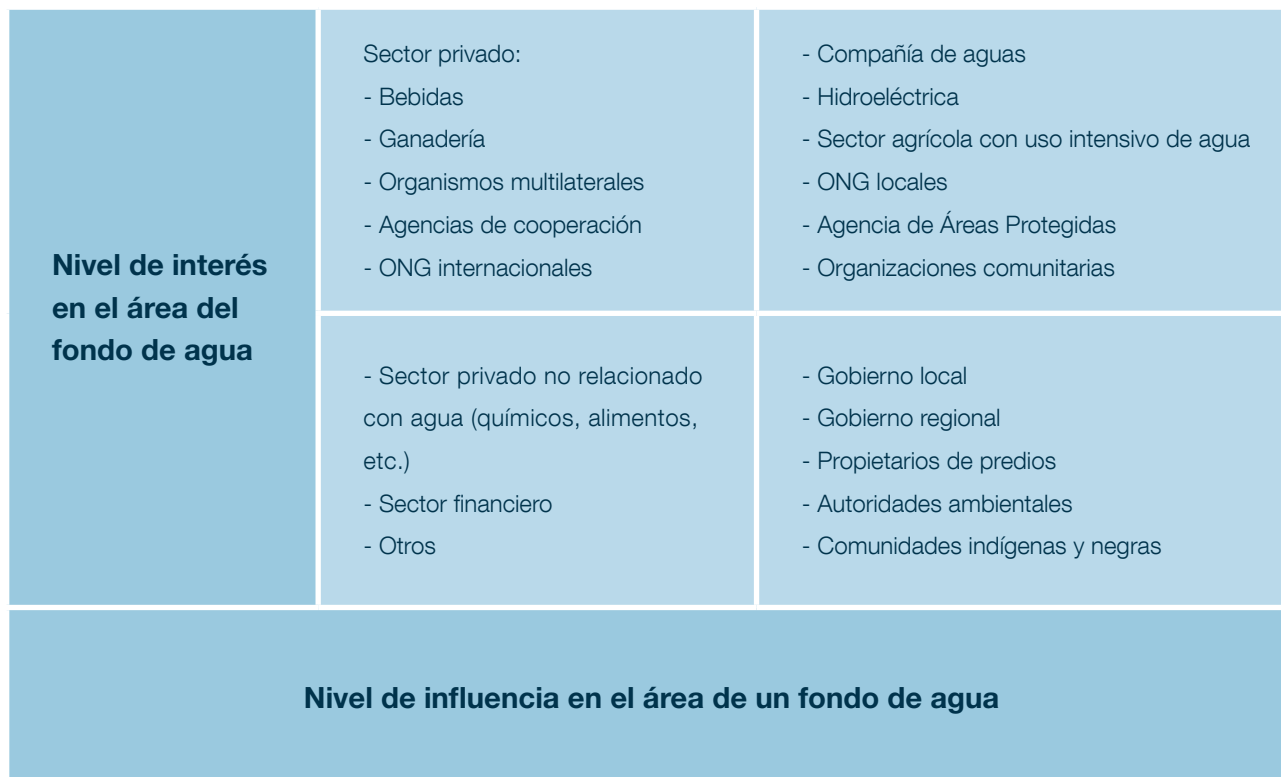 Nivel de interés
en el área del
fondo de agua
Sector privado:
- Bebidas
- Ganadería
- Organismos multilaterales
- Agencias de cooperación
- ONG internacionales
- Compañía de aguas
- Hidroeléctrica
- Sector agrícola con uso intensivo de agua
- ONG locales
- Agencia de Áreas Protegidas
- Organizaciones comunitarias
- Sector privado no relacionado
con agua (químicos, alimentos,
etc.)
- Sector financiero
- Otros
- Gobierno local
- Gobierno regional
- Propietarios de predios
- Autoridades ambientales
- Comunidades indígenas y negras
Nivel de influencia en el área de un fondo de agua